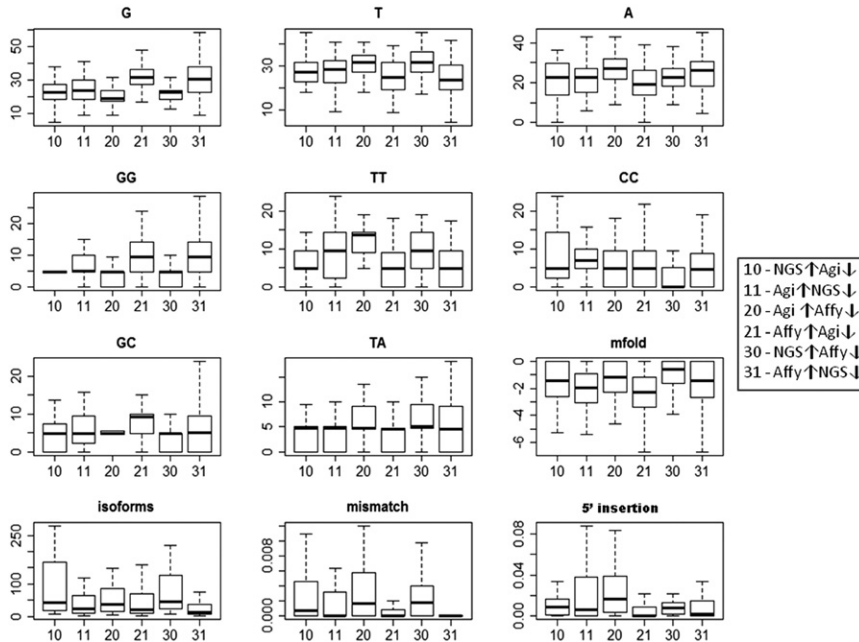 G
T
A
10 30 50
10 30
0 20 40
10 11 20 21 30 31
10 11 20 21 30 31
10 11 20 21 30 31
GG
TT
CC
0 10 20
0 10 20
0 10 20
10 11 20 21 30 31
10 11 20 21 30 31
10 11 20 21 30 31
GC
TA
mfold
0 10 20
0 5 10
-6 -4 -2 0
10 11 20 21 30 31
10 11 20 21 30 31
10 11 20 21 30 31
isoforms
mismatch
5' insertion
0 100 250
0.000 0.008
0.00 0.04 0.08
10 11 20 21 30 31
10 11 20 21 30 31
10 11 20 21 30 31
10 - NGS ↑Agi ↓
11 - Agi ↑NGS ↓
20 - Agi ↑Affy ↓
21 - Affy ↑Agi ↓
30 - NGS ↑Affy ↓
31 - Affy ↑NGS ↓